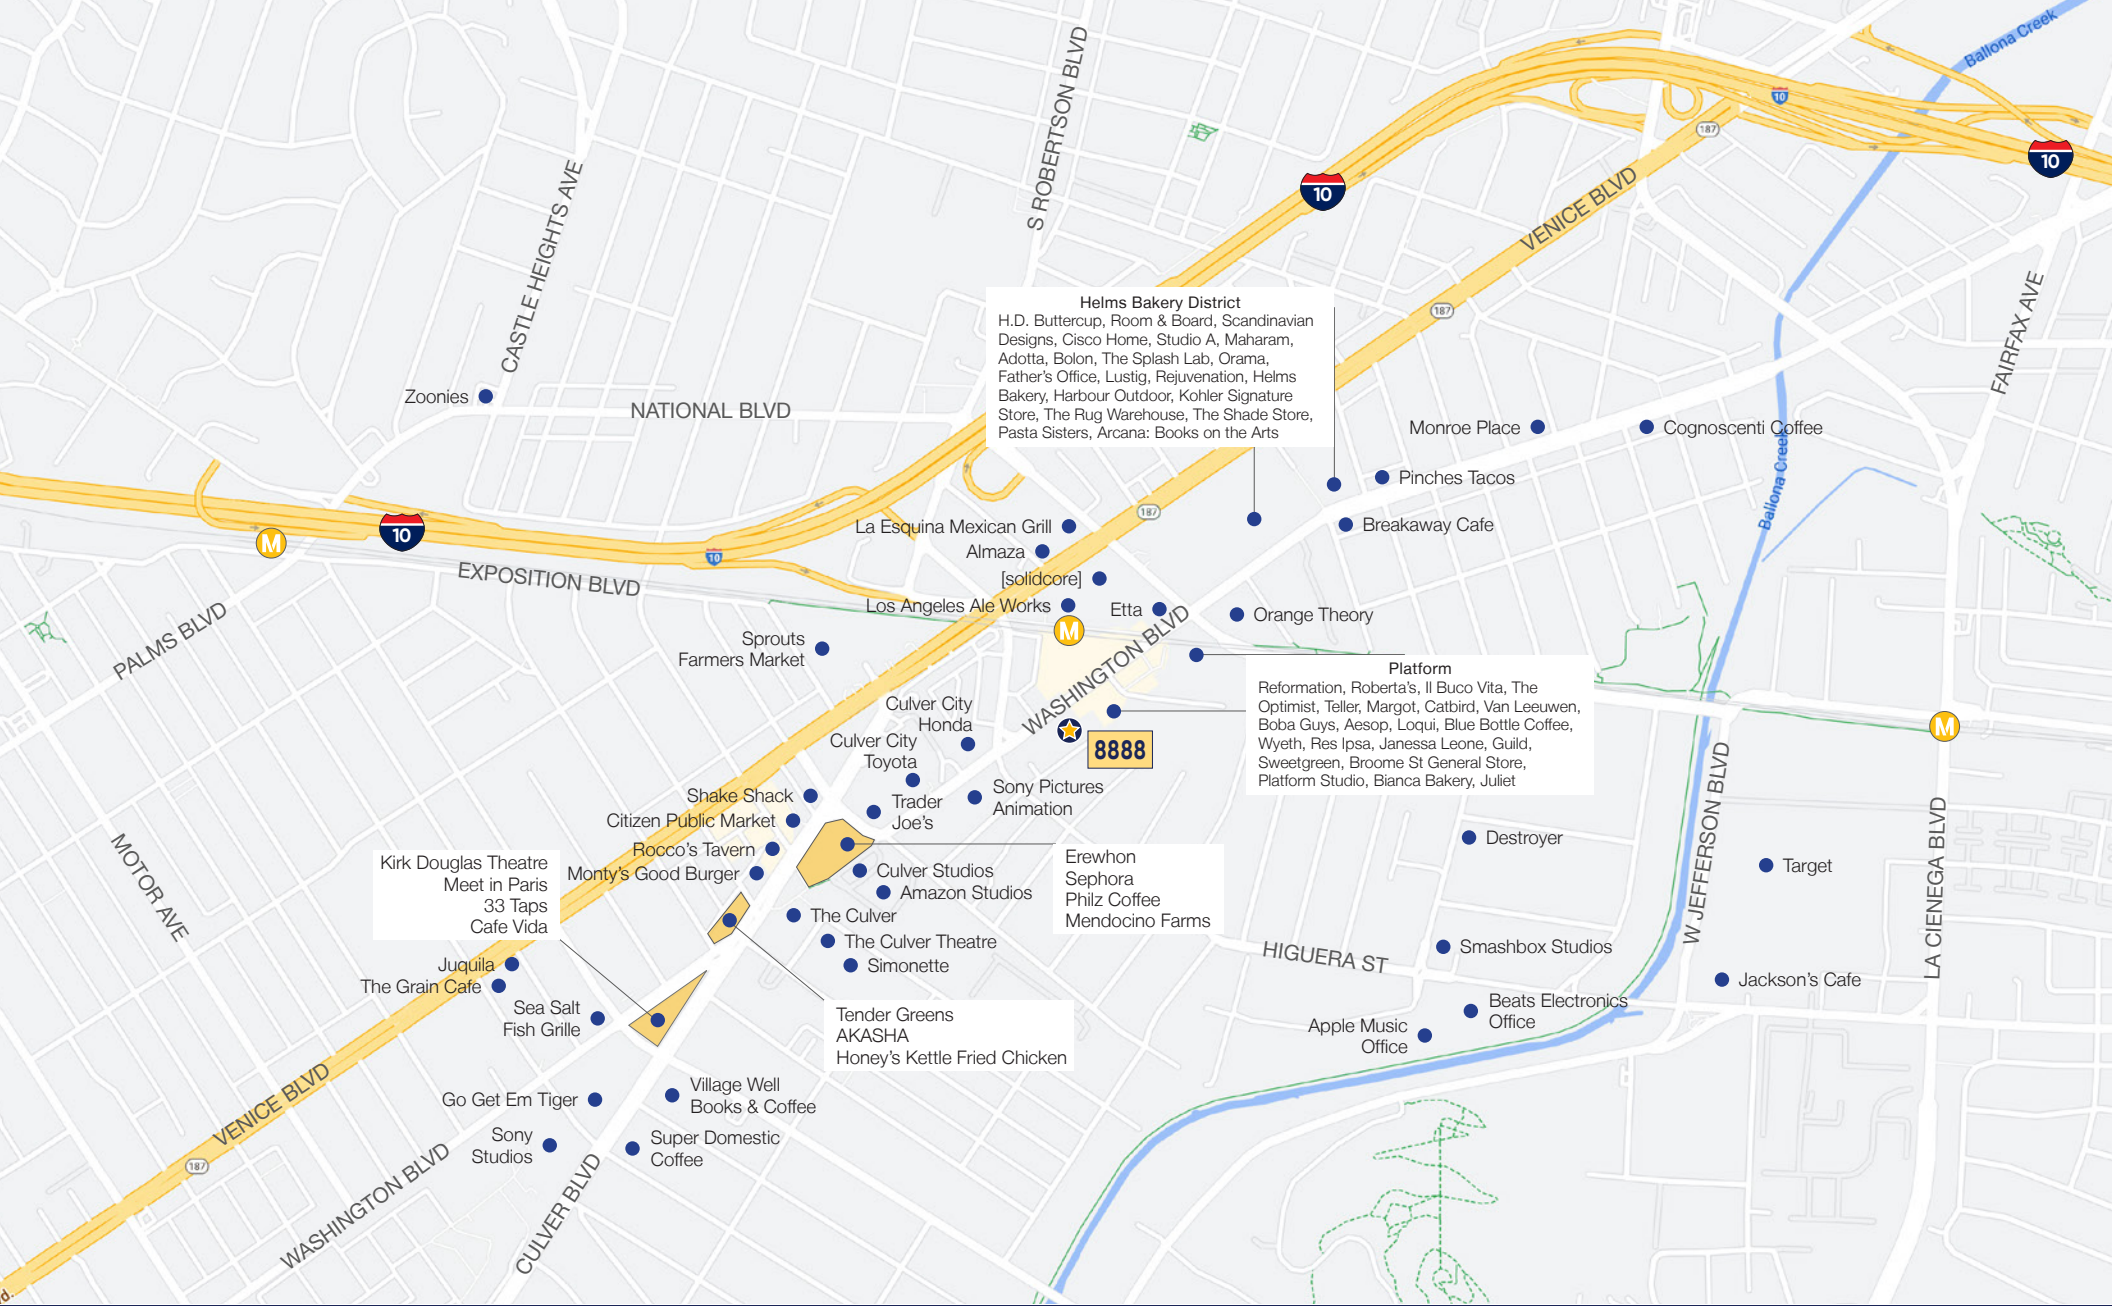 Ballona Creek
S ROBERTSON BLVD
10
187
10
10
CASTLE HEIGHTS AVE
VENICE BLVD
FAIRFAX AVE
Helms Bakery District
H.D. Buttercup, Room & Board, Scandinavian
Designs, Cisco Home, Studio A, Maharam,
Adotta, Bolon, The Splash Lab, Orama,
Father's Office, Lustig, Rejuvenation, Helms
Bakery, Harbour Outdoor, Kohler Signature
Store, The Rug Warehouse, The Shade Store,
Pasta Sisters, Arcana: Books on the Arts
187
Zoonies
NATIONAL BLVD
Monroe Place
Cognoscenti Coffee
Pinches Tacos
Ballona Creek
187
La Esquina Mexican Grill
Breakaway Cafe
10
M
Almaza
10
EXPOSITION BLVD
[solidcore]
Los Angeles Ale Works
Etta
Orange Theory
M
PALMS BLVD
Sprouts
Farmers Market
WASHINGTON BLVD
Platform
Reformation, Roberta's, Il Buco Vita, The
Optimist, Teller, Margot, Catbird, Van Leeuwen,
Boba Guys, Aesop, Loqui, Blue Bottle Coffee,
Wyeth, Res Ipsa, Janessa Leone, Guild,
Sweetgreen, Broome St General Store,
Platform Studio, Bianca Bakery, Juliet
Culver City
Honda
M
Culver City
Toyota
8888
W JEFFERSON BLVD
Shake Shack
Sony Pictures
Animation
Trader
Joe's
Citizen Public Market
LA CIENEGA BLVD
Destroyer
Rocco's Tavern
Target
MOTOR AVE
Kirk Douglas Theatre
Meet in Paris
33 Taps
Cafe Vida
Monty's Good Burger
Culver Studios
Amazon Studios
Erewhon
Sephora
Philz Coffee
Mendocino Farms
The Culver
The Culver Theatre
Simonette
HIGUERA ST
Smashbox Studios
Juquila
The Grain Cafe
Jackson's Cafe
Sea Salt
Fish Grille
Tender Greens
AKASHA
Honey's Kettle Fried Chicken
Beats Electronics
Office
Apple Music
Office
VENICE BLVD
Go Get Em Tiger
Village Well
Books & Coffee
Sony
Studios
Super Domestic
Coffee
187
WASHINGTON BLVD
CULVER BLVD
d.